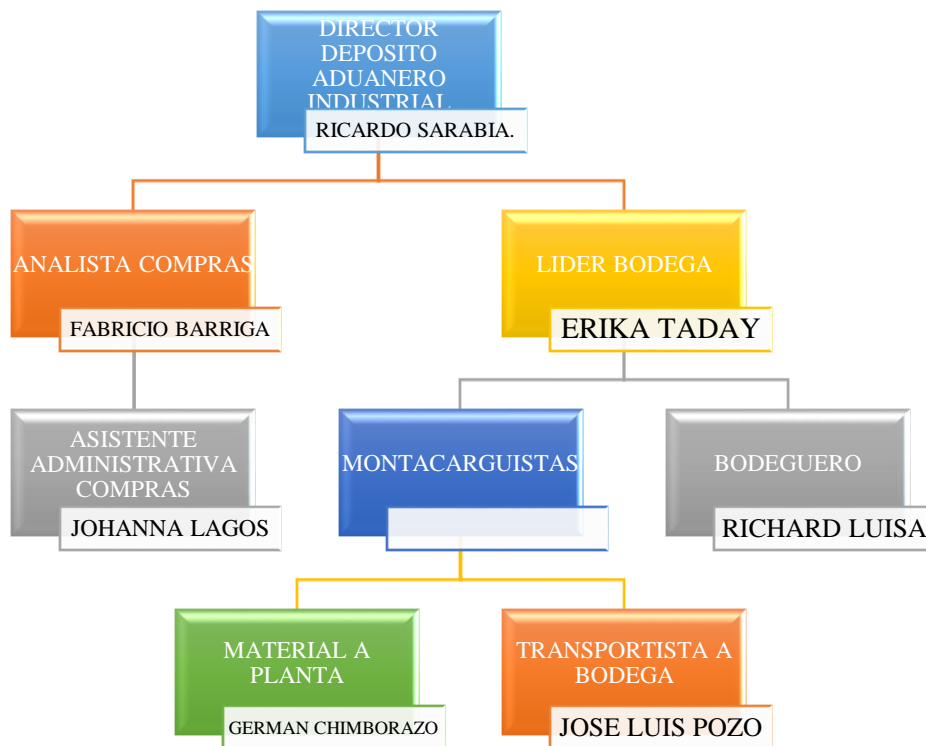 DIRECTOR
DEPOSITO
ADUANERO
INDUSTRIAL
RICARDO SARABIA.
ANALISTA COMPRAS
FABRICIO BARRIGA
LIDER BODEGA
ERIKA TADAY
ASISTENTE
ADMINISTRATIVA
COMPRAS
JOHANNA LAGOS
MONTACARGUISTAS
BODEGUERO
RICHARD LUISA
MATERIAL A
PLANTA
GERMAN CHIMBORAZO
TRANSPORTISTA A
BODEGA
JOSE LUIS POZO